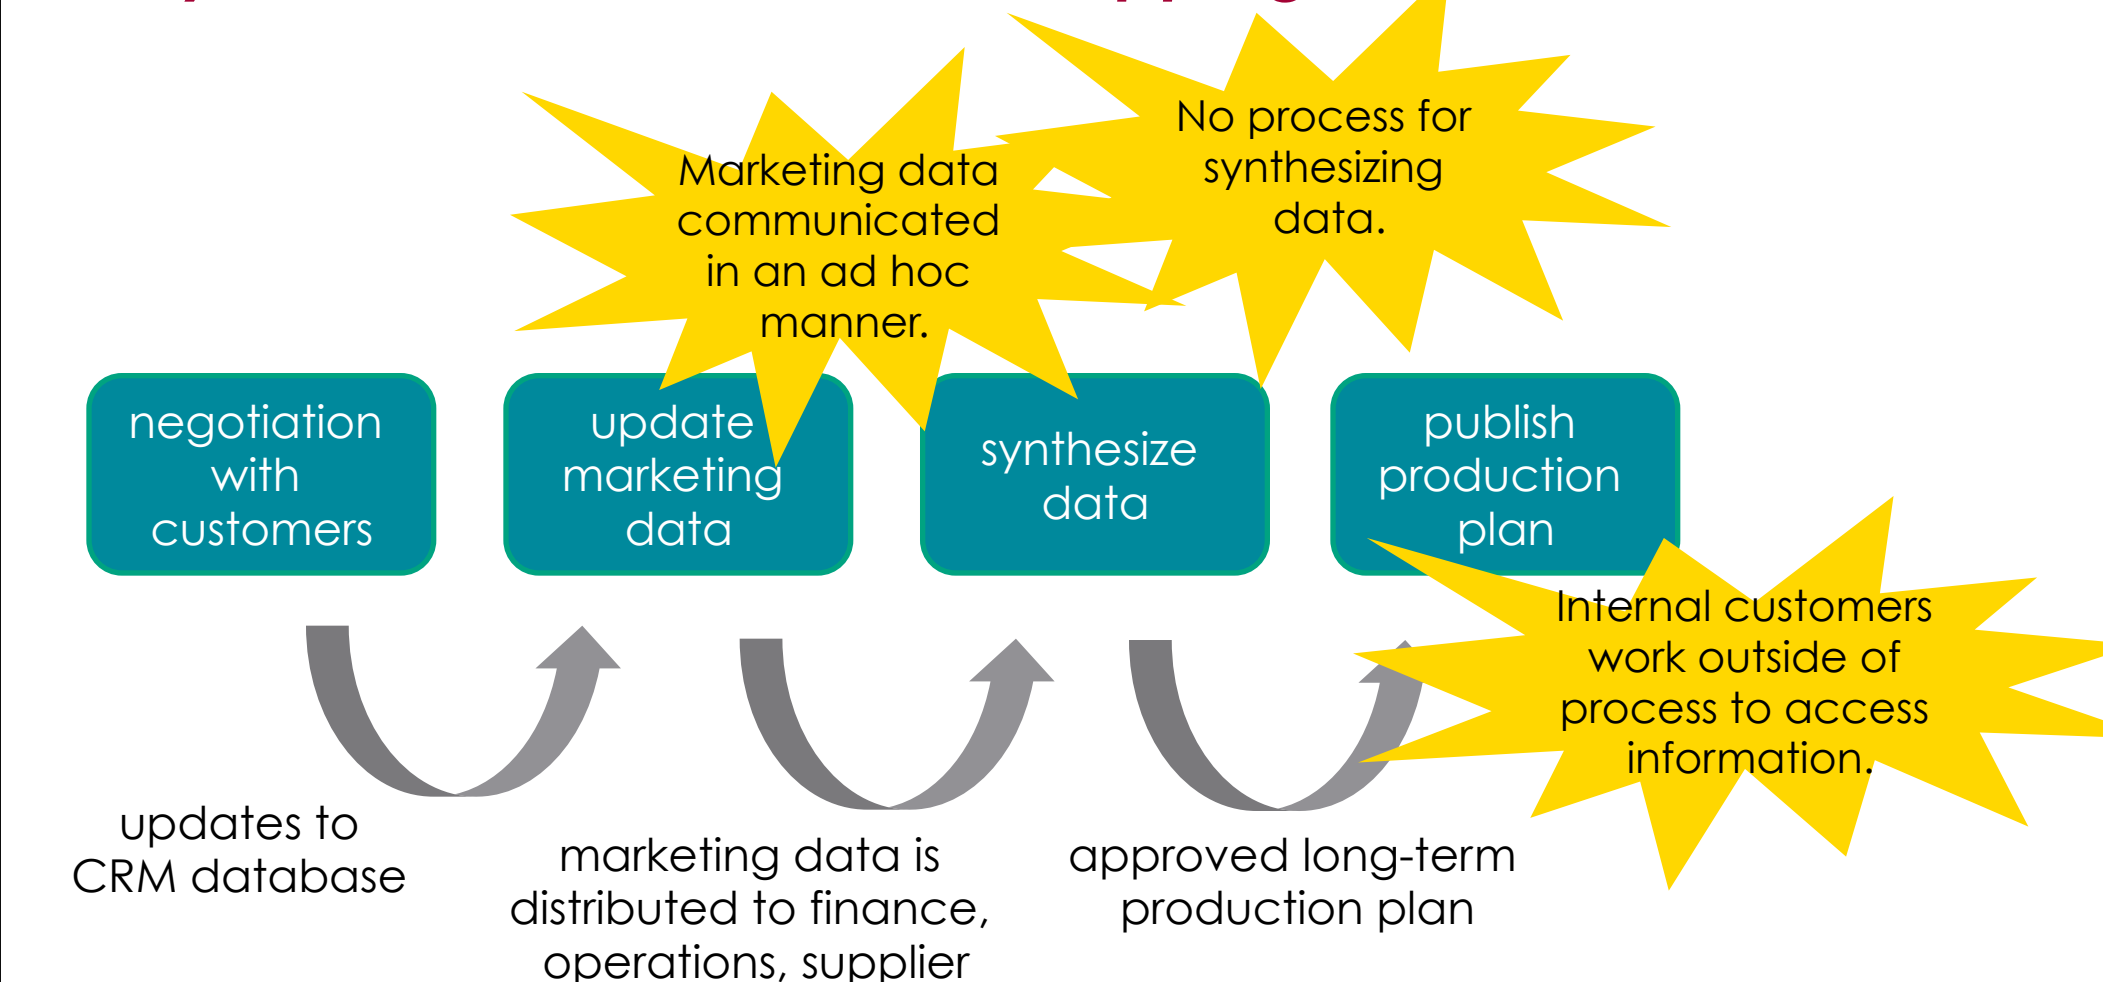 No process for
synthesizing
data.
Marketing data
communicated
in an ad hoc
manner.
negotiation
with
customers
update
marketing
data
synthesize
data
publish
production
plan
Internal customers
work outside of
process to access
information.
updates to
CRM database
marketing data is
distributed to finance,
operations, supplier
approved long-term
production plan